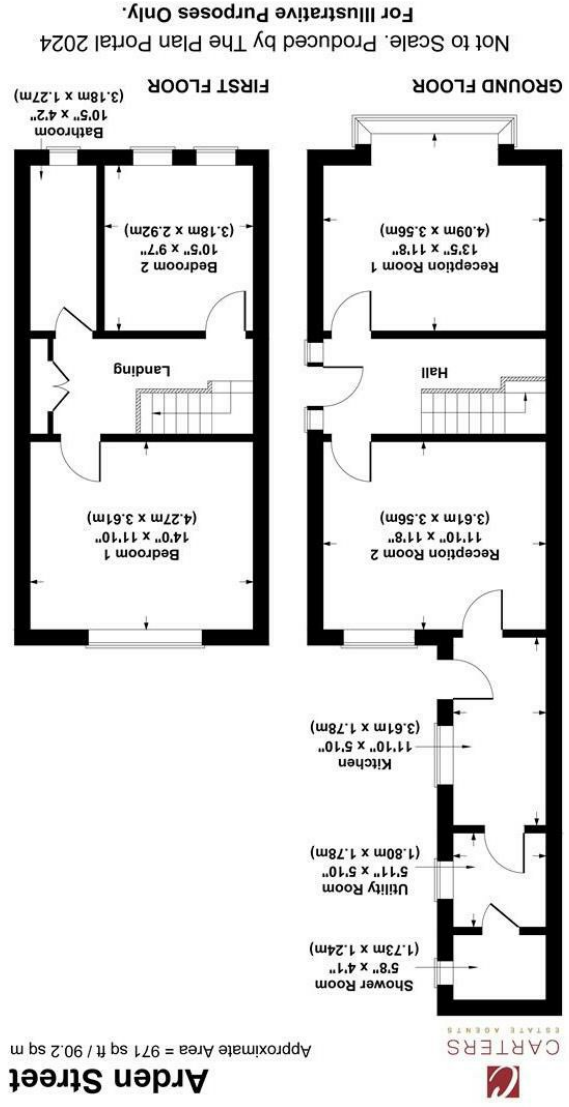 CARTERS
ESTATE AGENTS
Arden Street
Approximate Area = 971 sq ft / 90.2 sq m
Shower Room
5'8" x 4'1"
(1.73m x 1.24m)
Utility Room
5'11" x 5'10"
(1.80m x 1.78m)
Kitchen
11'10" x 5'10"
(3.61m x 1.78m)
Reception Room 2
11'10" x 11'8"
(3.61m x 3.56m)
Hall
Reception Room 1
13'5" x 11'8"
(4.09m x 3.56m)
GROUND FLOOR
Bedroom 1
14'0" x 11'10"
(4.27m x 3.61m)
Landing
Bedroom 2
10'5" x 9'7"
(3.18m x 2.92m)
Bathroom
10'5" x 4'2"
(3.18m x 1.27m)
FIRST FLOOR
Not to Scale. Produced by The Plan Portal 2024
For Illustrative Purposes Only.